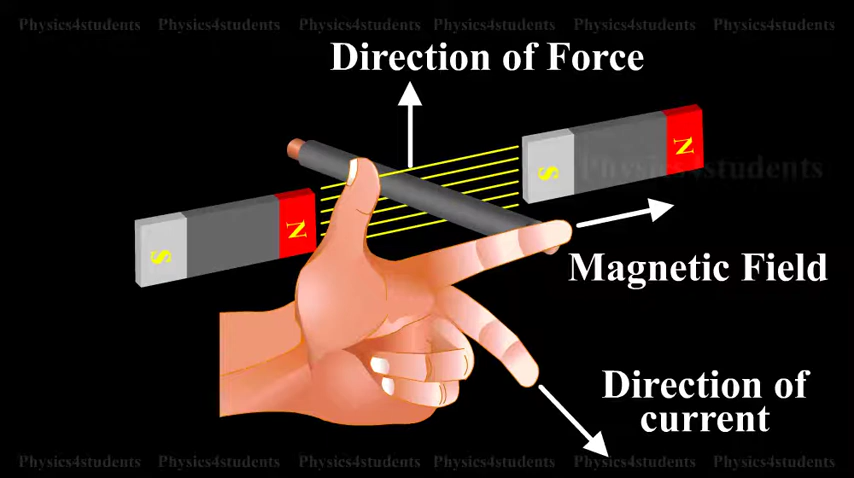 Physics4students Physics4students Physics4students Physics4students Physics4students Physics4students
Direction of Force
N
S
Physics4students
N
S
Magnetic Field
Direction of
current
Physics4students Physics4students Physics4students Physics4students Physics4students Physics4students